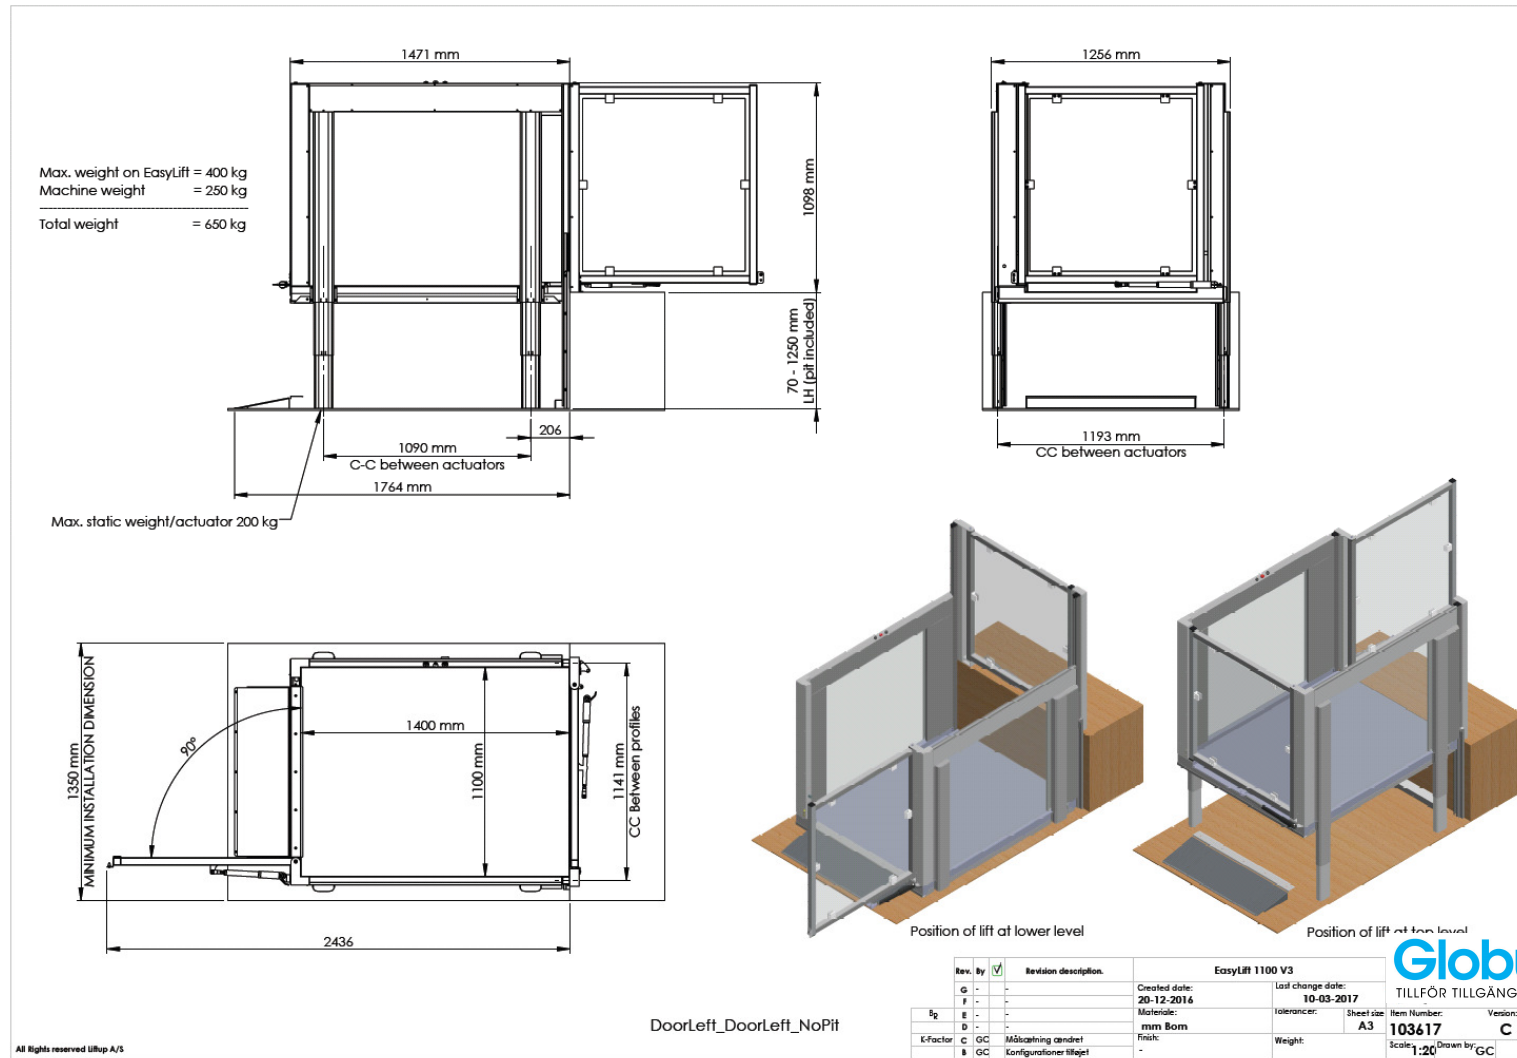 1471 mm
1256 mm
Max. weight on EasyLift = 400 kg
Machine weight = 250 kg
Total weight = 650 kg
1098 mm
70 - 1250 mm
LH (pit included)
206
1090 mm
C-C between actuators
1764 mm
1193 mm
CC between actuators
Max. static weight/actuator 200 kg
1350 mm
MINIMUM INSTALLATION DIMENSION
90°
1400 mm
1100 mm
1141 mm
CC Between profiles
2436
Position of lift at lower level
Position of lift at top level
DoorLeft_DoorLeft_NoPit
All Rights reserved Liftup A/S
Rev. By Revision description.
G - -
F - -
E - -
D - -
C GC Målsætning ændret
B GC Konfigurationer tilføjet
BR
K-Factor
EasyLift 1100 V3
Created date:
20-12-2016
Last change date:
10-03-2017
Materiale:
mm Bom
Tolerancer:
Sheet size
A3
Finish:
-
Weight:
Globu
TILLFÖR TILLGÄNG
Item Number: Version:
103617 C
Scale: 1:20 Drawn by: GC